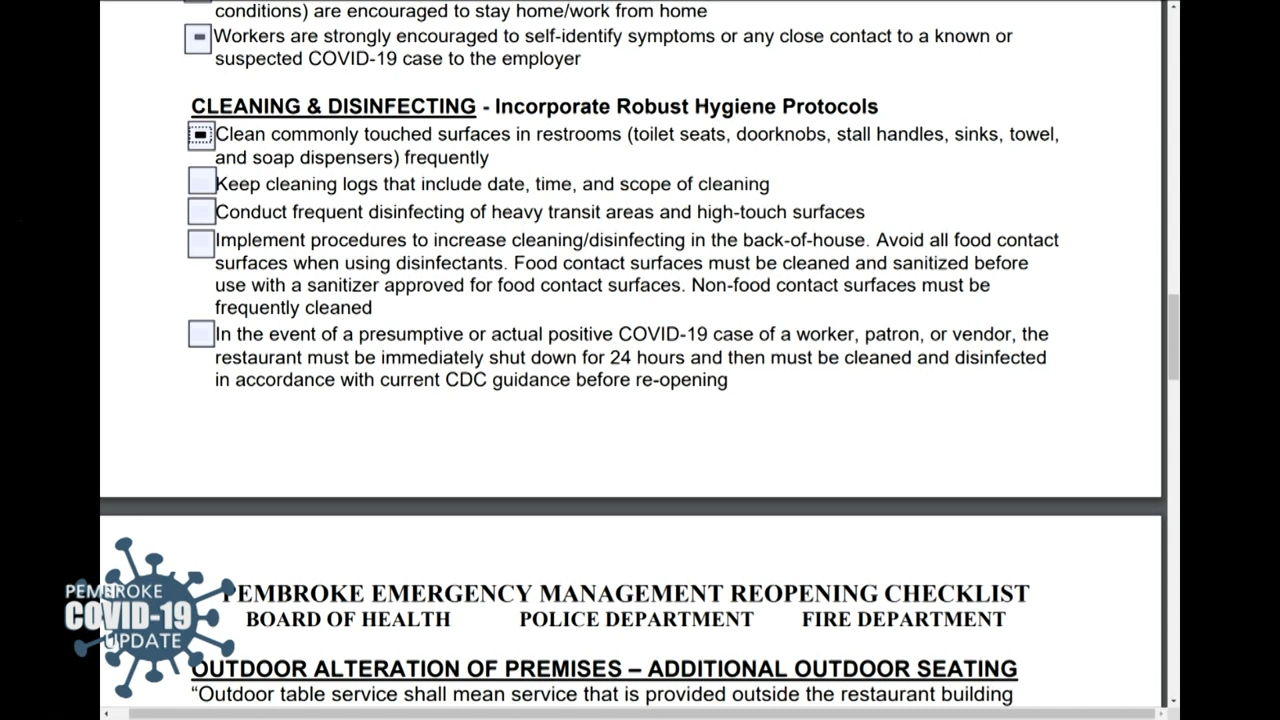 conditions) are encouraged to stay home/work from home
Workers are strongly encouraged to self-identify symptoms or any close contact to a known or
suspected COVID-19 case to the employer
CLEANING & DISINFECTING - Incorporate Robust Hygiene Protocols
Clean commonly touched surfaces in restrooms (toilet seats, doorknobs, stall handles, sinks, towel,
and soap dispensers) frequently
Keep cleaning logs that include date, time, and scope of cleaning
Conduct frequent disinfecting of heavy transit areas and high-touch surfaces
Implement procedures to increase cleaning/disinfecting in the back-of-house. Avoid all food contact
surfaces when using disinfectants. Food contact surfaces must be cleaned and sanitized before
use with a sanitizer approved for food contact surfaces. Non-food contact surfaces must be
frequently cleaned
In the event of a presumptive or actual positive COVID-19 case of a worker, patron, or vendor, the
restaurant must be immediately shut down for 24 hours and then must be cleaned and disinfected
in accordance with current CDC guidance before re-opening
PEMBROKE EMERGENCY MANAGEMENT REOPENING CHECKLIST
BOARD OF HEALTH POLICE DEPARTMENT FIRE DEPARTMENT
PEMBROKE
COVID-19
UPDATE
OUTDOOR ALTERATION OF PREMISES – ADDITIONAL OUTDOOR SEATING
“Outdoor table service shall mean service that is provided outside the restaurant building